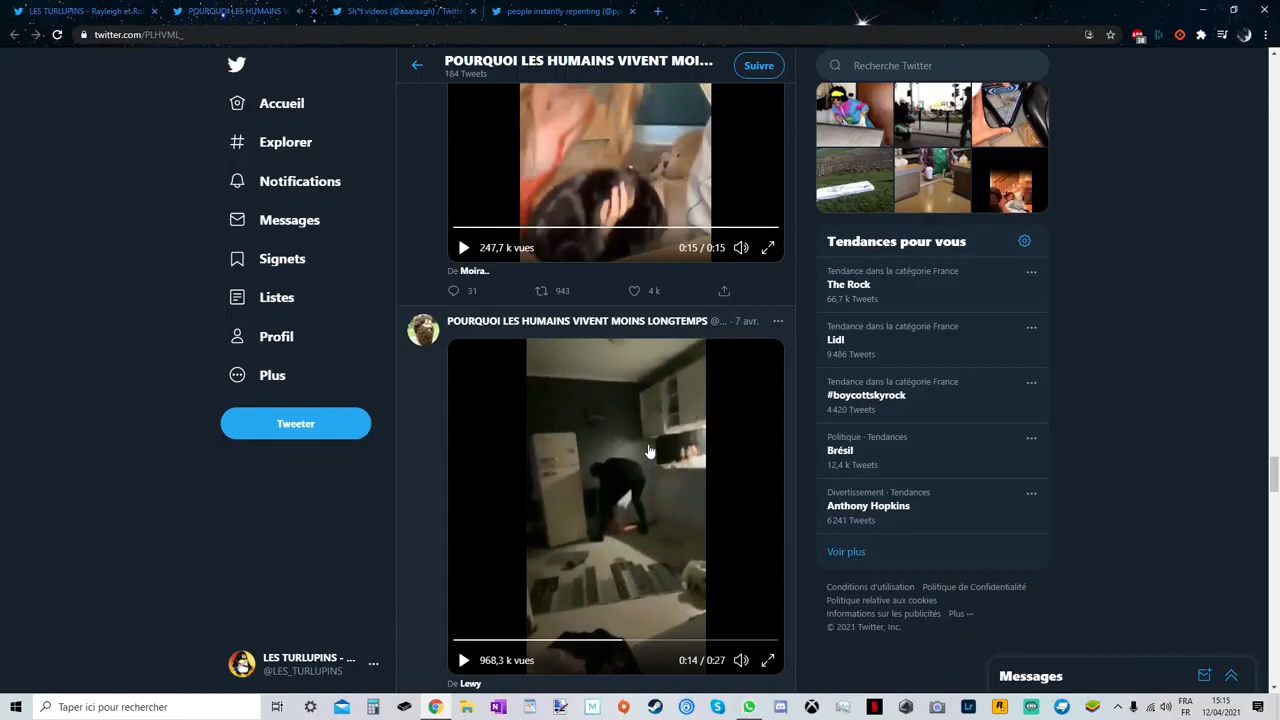 LES TURLUPINS - Rayleigh et Rol
POURQUOI LES HUMAINS V
Sh*t videos (@aaaraagh) / Twitte
people instantly repenting (@pp
twitter.com/PLHVML_
38
Accueil
Explorer
Notifications
Messages
Signets
Listes
Profil
Plus
Tweeter
LES TURLUPINS - ...
@LES_TURLUPINS
POURQUOI LES HUMAINS VIVENT MOI...
184 Tweets
Suivre
247,7 k vues
0:15 / 0:15
De Moira..
31
943
4 k
POURQUOI LES HUMAINS VIVENT MOINS LONGTEMPS @... · 7 avr.
968,3 k vues
0:14 / 0:27
De Lewy
Recherche Twitter
Tendances pour vous
Tendance dans la catégorie France
The Rock
66,7 k Tweets
Tendance dans la catégorie France
Lidl
9 486 Tweets
Tendance dans la catégorie France
#boycottskyrock
4 420 Tweets
Politique · Tendances
Brésil
12,4 k Tweets
Divertissement · Tendances
Anthony Hopkins
6 241 Tweets
Voir plus
Conditions d'utilisation Politique de Confidentialité
Politique relative aux cookies
Informations sur les publicités Plus ···
© 2021 Twitter, Inc.
Messages
Taper ici pour rechercher
FRA
FR
15:15
12/04/2021